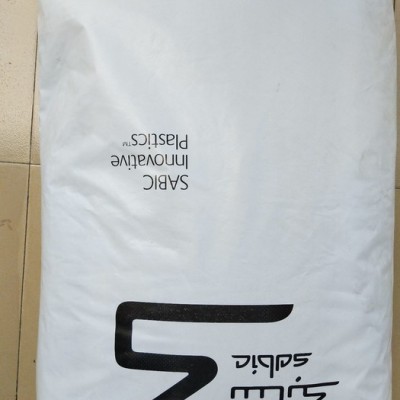 سابك
sabic
SABIC
Innovative
Plastics™